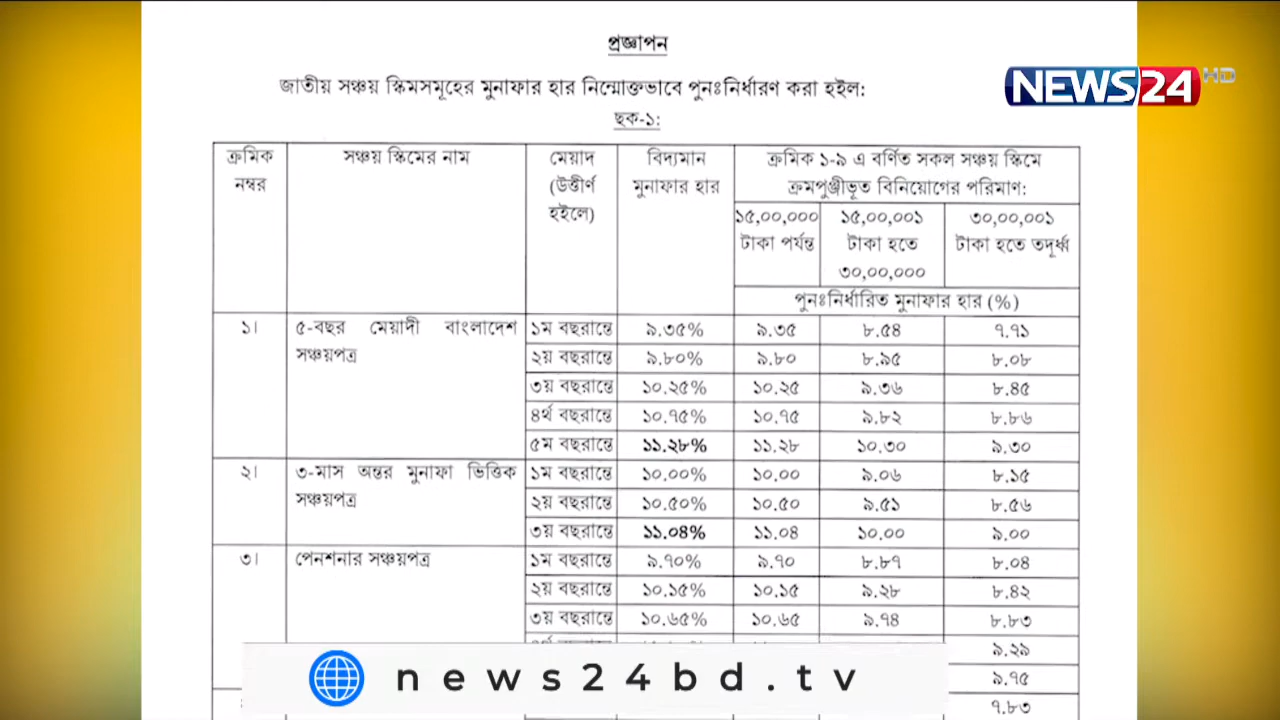 প্রজ্ঞাপন
জাতীয় সঞ্চয় স্কিমসমূহের মুনাফার হার নিম্মোক্তভাবে পুনঃনির্ধারণ করা হইল:
NEWS24 HD
ছক-১:
ক্রমিক নম্বর সঞ্চয় স্কিমের নাম মেয়াদ (উত্তীর্ণ হইলে) বিদ্যমান মুনাফার হার ক্রমিক ১-৯ এ বর্ণিত সকল সঞ্চয় স্কিমে
ক্রমপুঞ্জীভূত বিনিয়োগের পরিমাণ:
১৫,০০,০০০ টাকা পর্যন্ত ১৫,০০,০০১ টাকা হতে ৩০,০০,০০০ ৩০,০০,০০১ টাকা হতে তদূর্ধ্ব
পুনঃনির্ধারিত মুনাফার হার (%)
১। ৫-বছর মেয়াদী বাংলাদেশ ১ম বছরান্তে ৯.৩৫% ৯.৩৫ ৮.৫৪ ৭.৭১
সঞ্চয়পত্র ২য় বছরান্তে ৯.৮০% ৯.৮০ ৮.৯৫ ৮.০৮
৩য় বছরান্তে ১০.২৫% ১০.২৫ ৯.৩৬ ৮.৪৫
৪র্থ বছরান্তে ১০.৭৫% ১০.৭৫ ৯.৮২ ৮.৮৬
৫ম বছরান্তে ১১.২৮% ১১.২৮ ১০.৩০ ৯.৩০
২। ৩-মাস অন্তর মুনাফা ভিত্তিক ১ম বছরান্তে ১০.০০% ১০.০০ ৯.০৬ ৮.১৫
সঞ্চয়পত্র ২য় বছরান্তে ১০.৫০% ১০.৫০ ৯.৫১ ৮.৫৬
৩য় বছরান্তে ১১.০৪% ১১.০৪ ১০.০০ ৯.০০
৩। পেনশনার সঞ্চয়পত্র ১ম বছরান্তে ৯.৭০% ৯.৭০ ৮.৮৭ ৮.০৪
২য় বছরান্তে ১০.১৫% ১০.১৫ ৯.২৮ ৮.৪২
৩য় বছরান্তে ১০.৬৫% ১০.৬৫ ৯.৭৪ ৮.৮৩
৯.২৯
৯.৭৫
৭.৮৩
news24bd.tv